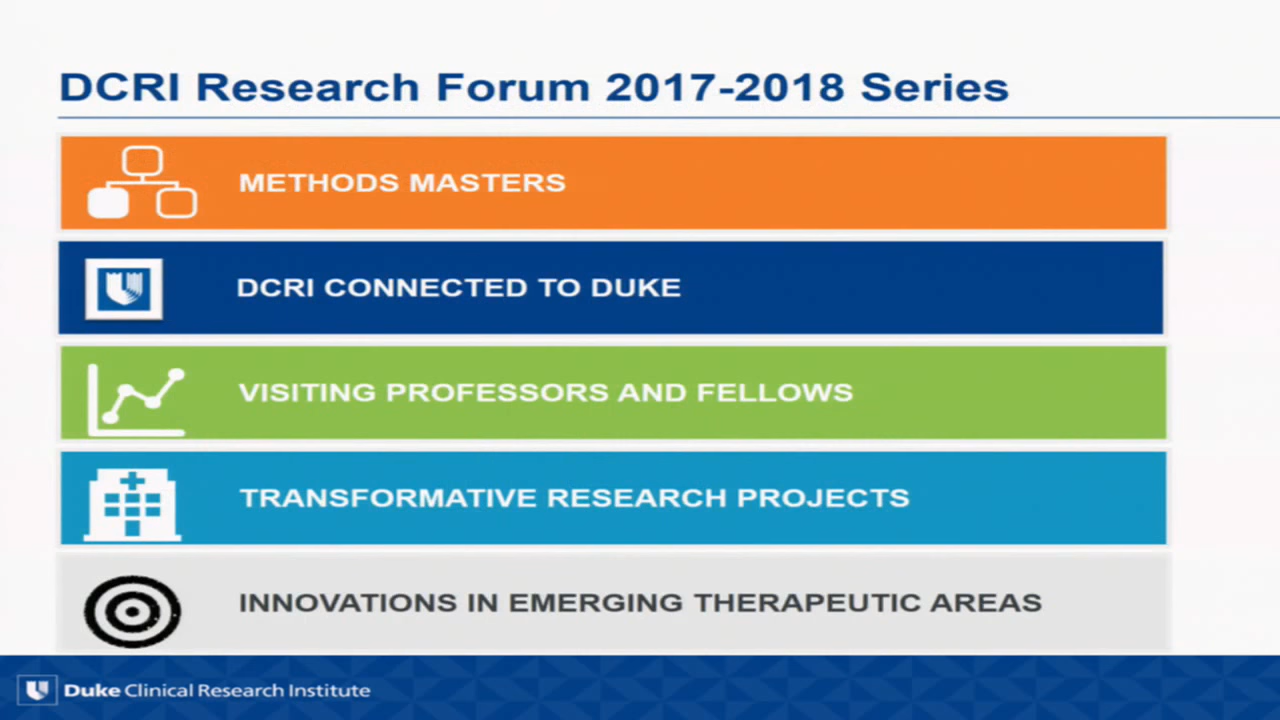 DCRI Research Forum 2017-2018 Series
METHODS MASTERS
DCRI CONNECTED TO DUKE
VISITING PROFESSORS AND FELLOWS
TRANSFORMATIVE RESEARCH PROJECTS
INNOVATIONS IN EMERGING THERAPEUTIC AREAS
Duke Clinical Research Institute